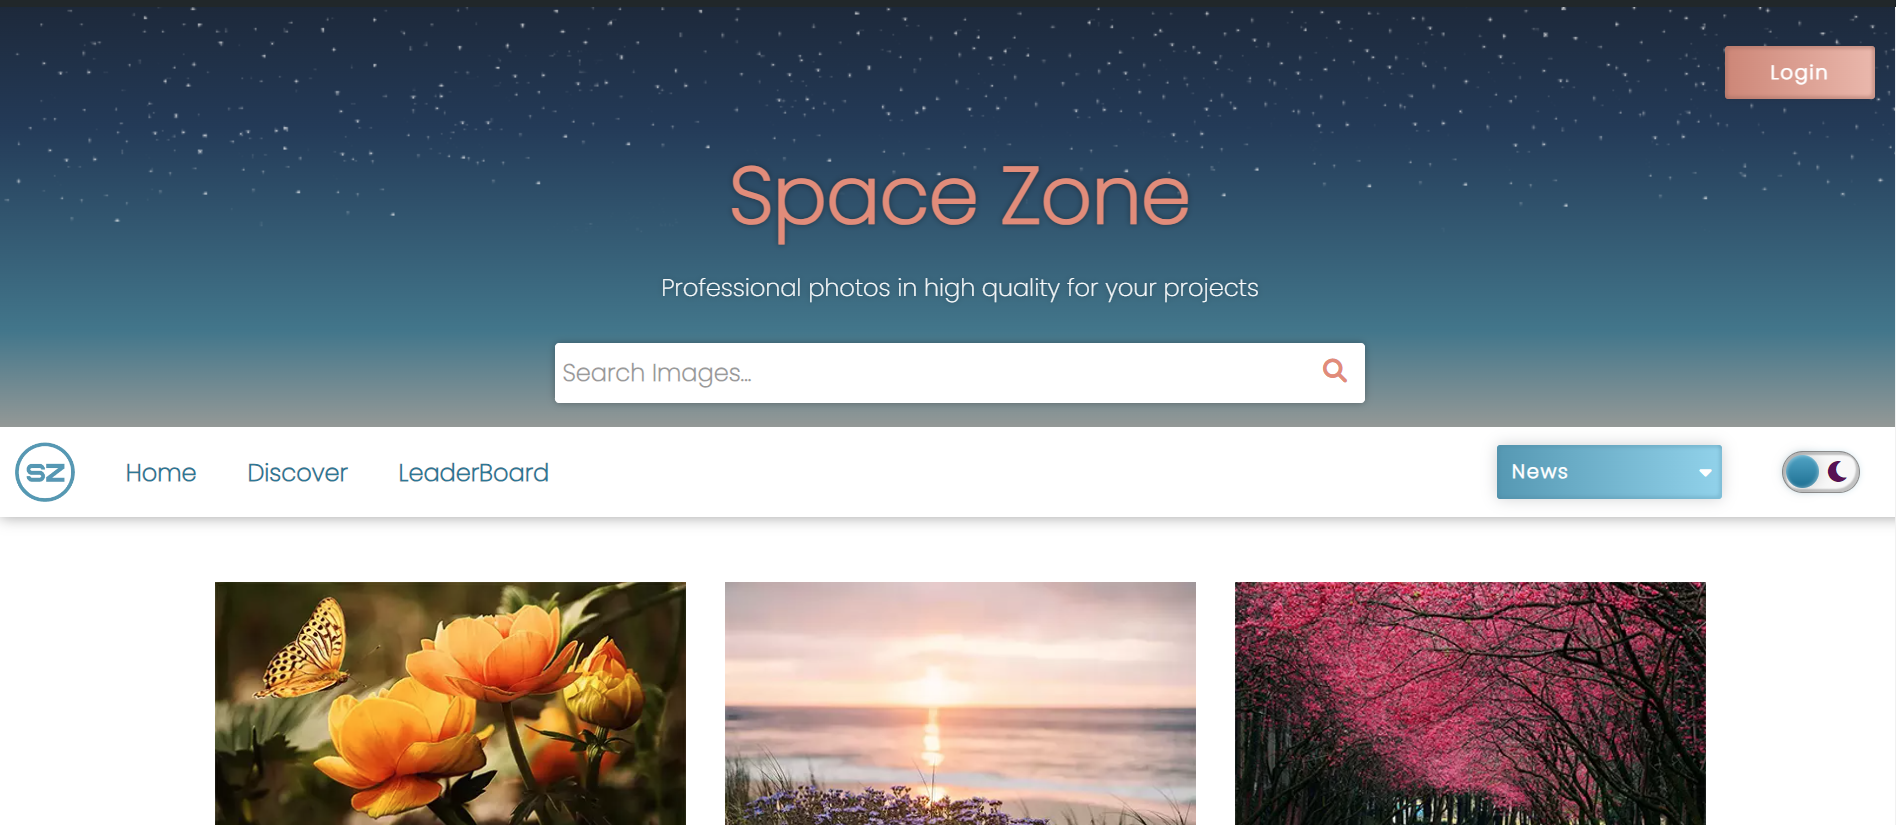 Login
Space Zone
Professional photos in high quality for your projects
Search Images...
SZ Home Discover LeaderBoard News